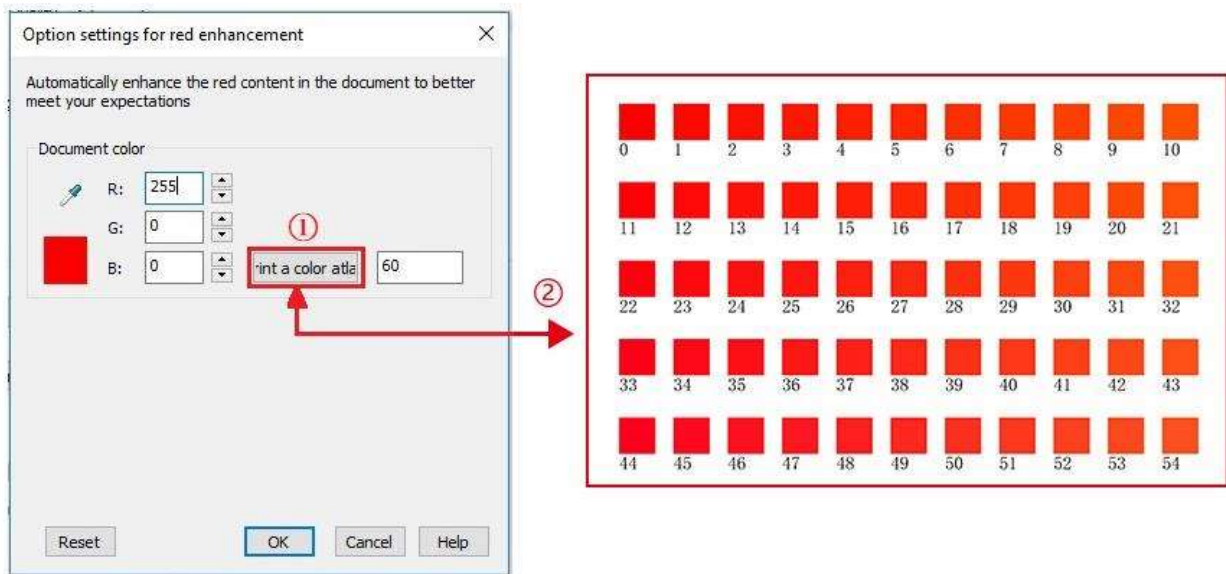 Option settings for red enhancement
Automatically enhance the red content in the document to better
meet your expectations
Document color
R: 255
G: 0
①
B: 0
rint a color atla
60
②
Reset
OK
Cancel
Help
0 1 2 3 4 5 6 7 8 9 10
11 12 13 14 15 16 17 18 19 20 21
22 23 24 25 26 27 28 29 30 31 32
33 34 35 36 37 38 39 40 41 42 43
44 45 46 47 48 49 50 51 52 53 54